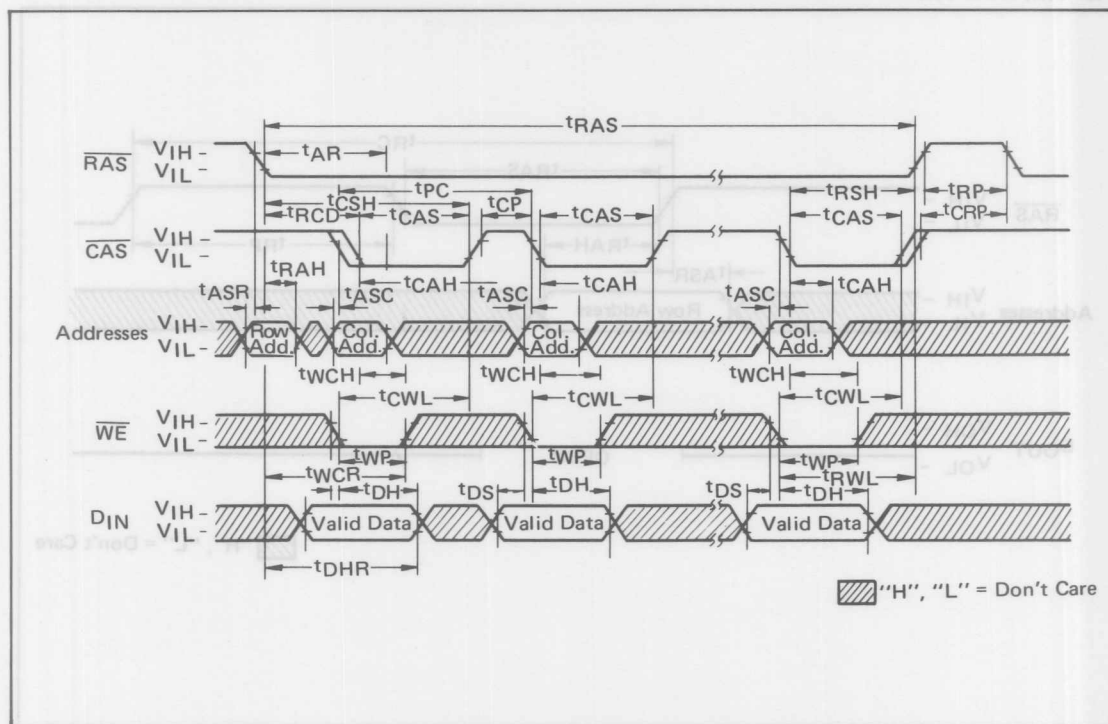 tRAS
RAS VIH VIL
tAR
tPC
tCSH
tRSH
tRP
tRCD tCAS tCP tCAS tCAS tCRP
CAS VIH VIL
tRAH
tASR tASC tCAH tASC tCAH tASC tCAH
Addresses VIH VIL
Row Add.
Col. Add.
Col. Add.
Col. Add.
tWCH tWCH tWCH
tCWL tCWL tCWL
WE VIH VIL
tWP tWP tWP
tWCR tRWL
tDH tDS tDH tDS tDH
DIN VIH VIL
Valid Data Valid Data Valid Data
tDHR
"H", "L" = Don't Care